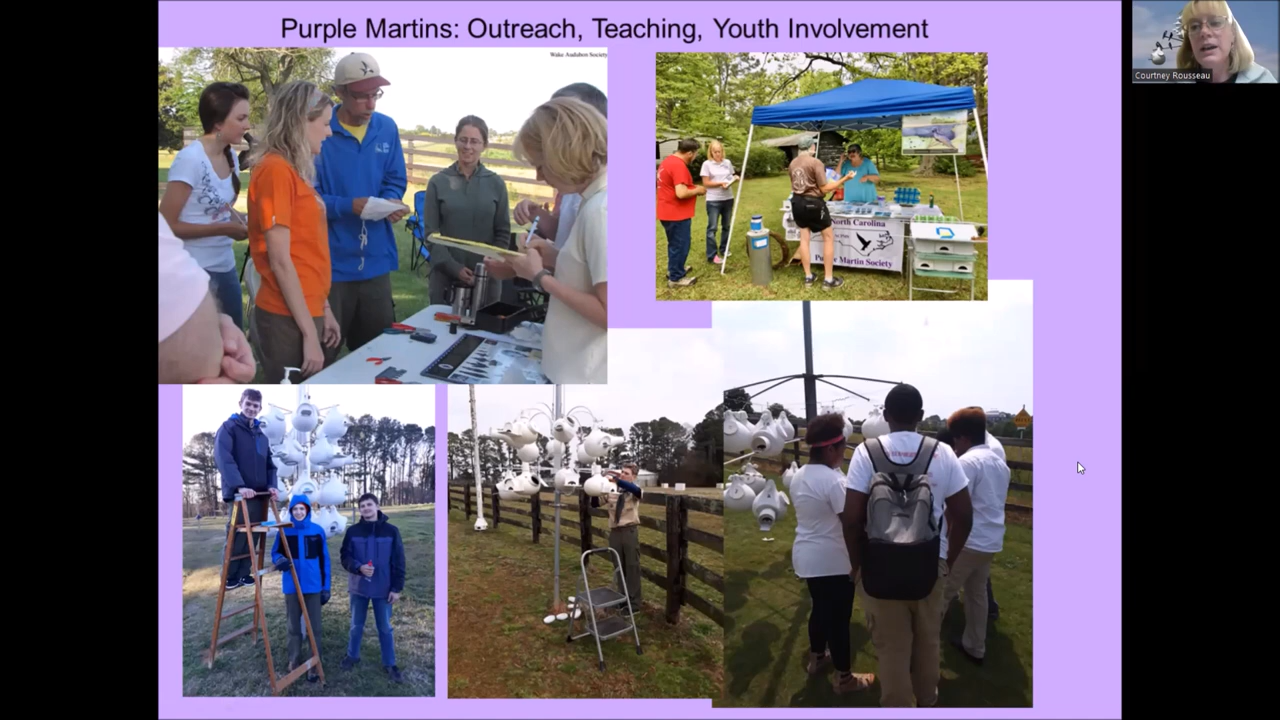 Purple Martins: Outreach, Teaching, Youth Involvement
Wake Audubon Society
Courtney Rousseau
North Carolina
Purple Martin Society